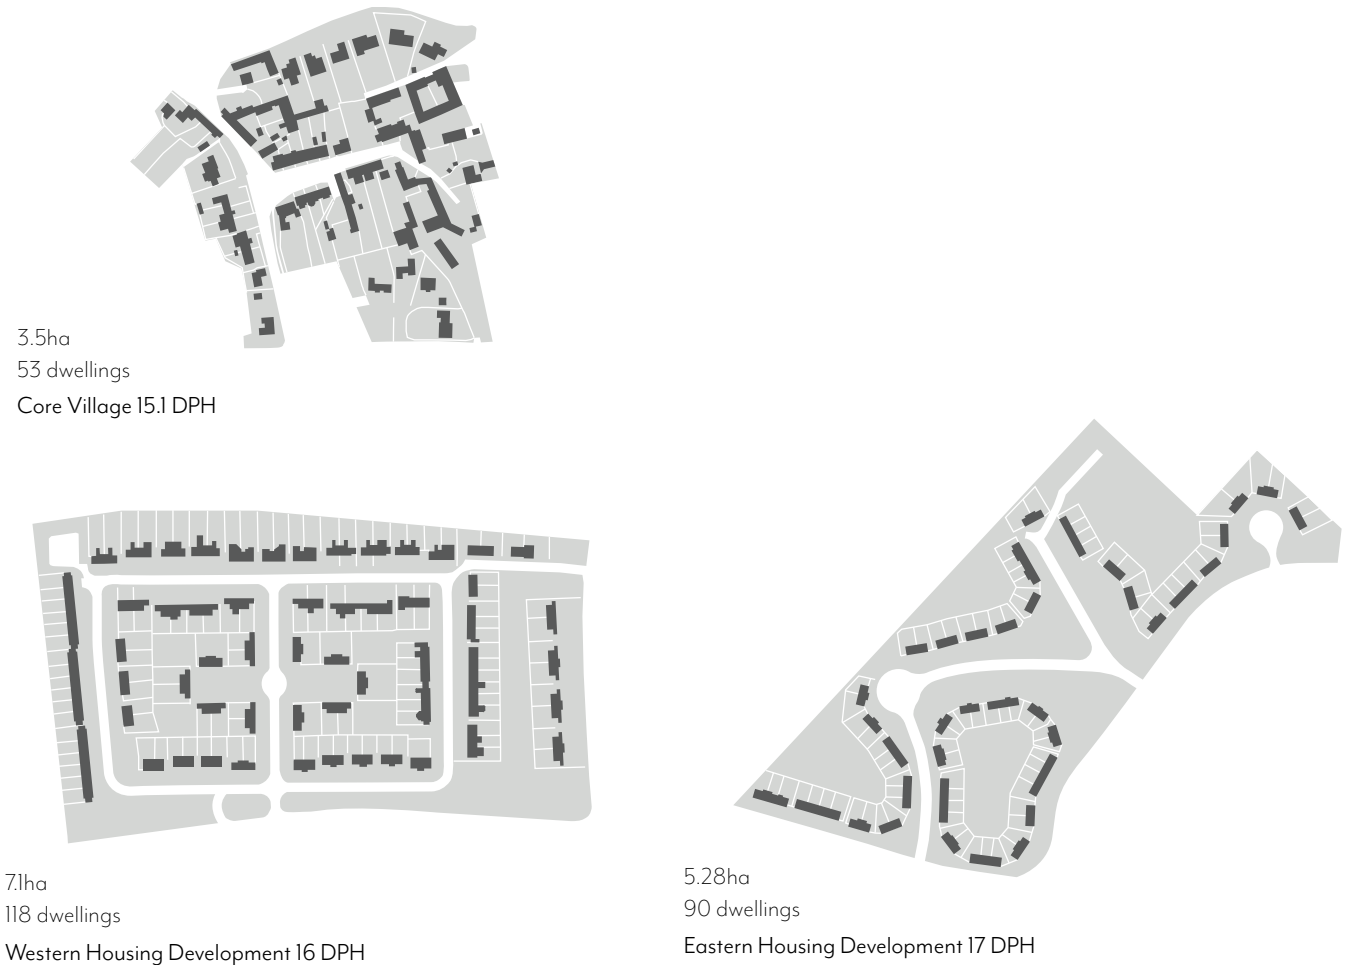 3.5ha
53 dwellings
Core Village 15.1 DPH
7.1ha
118 dwellings
Western Housing Development 16 DPH
5.28ha
90 dwellings
Eastern Housing Development 17 DPH